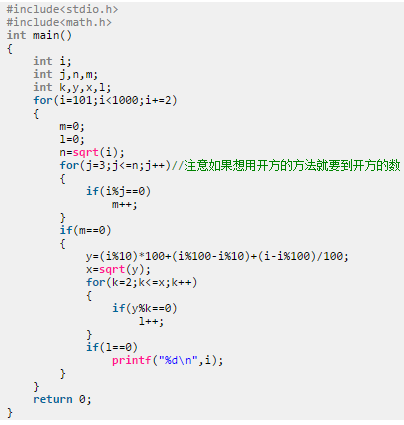 #include<stdio.h>
#include<math.h>
int main()
{
    int i;
    int j,n,m;
    int k,y,x,l;
    for(i=101;i<1000;i+=2)
    {
        m=0;
        l=0;
        n=sqrt(i);
        for(j=3;j<=n;j++)//注意如果想用开方的方法就要到开方的数
        {
            if(i%j==0)
                m++;
        }
        if(m==0)
        {
            y=(i%10)*100+(i%100-i%10)+(i-i%100)/100;
            x=sqrt(y);
            for(k=2;k<=x;k++)
            {
                if(y%k==0)
                    l++;
            }
            if(l==0)
                printf("%d\n",i);
        }
    }
    return 0;
}